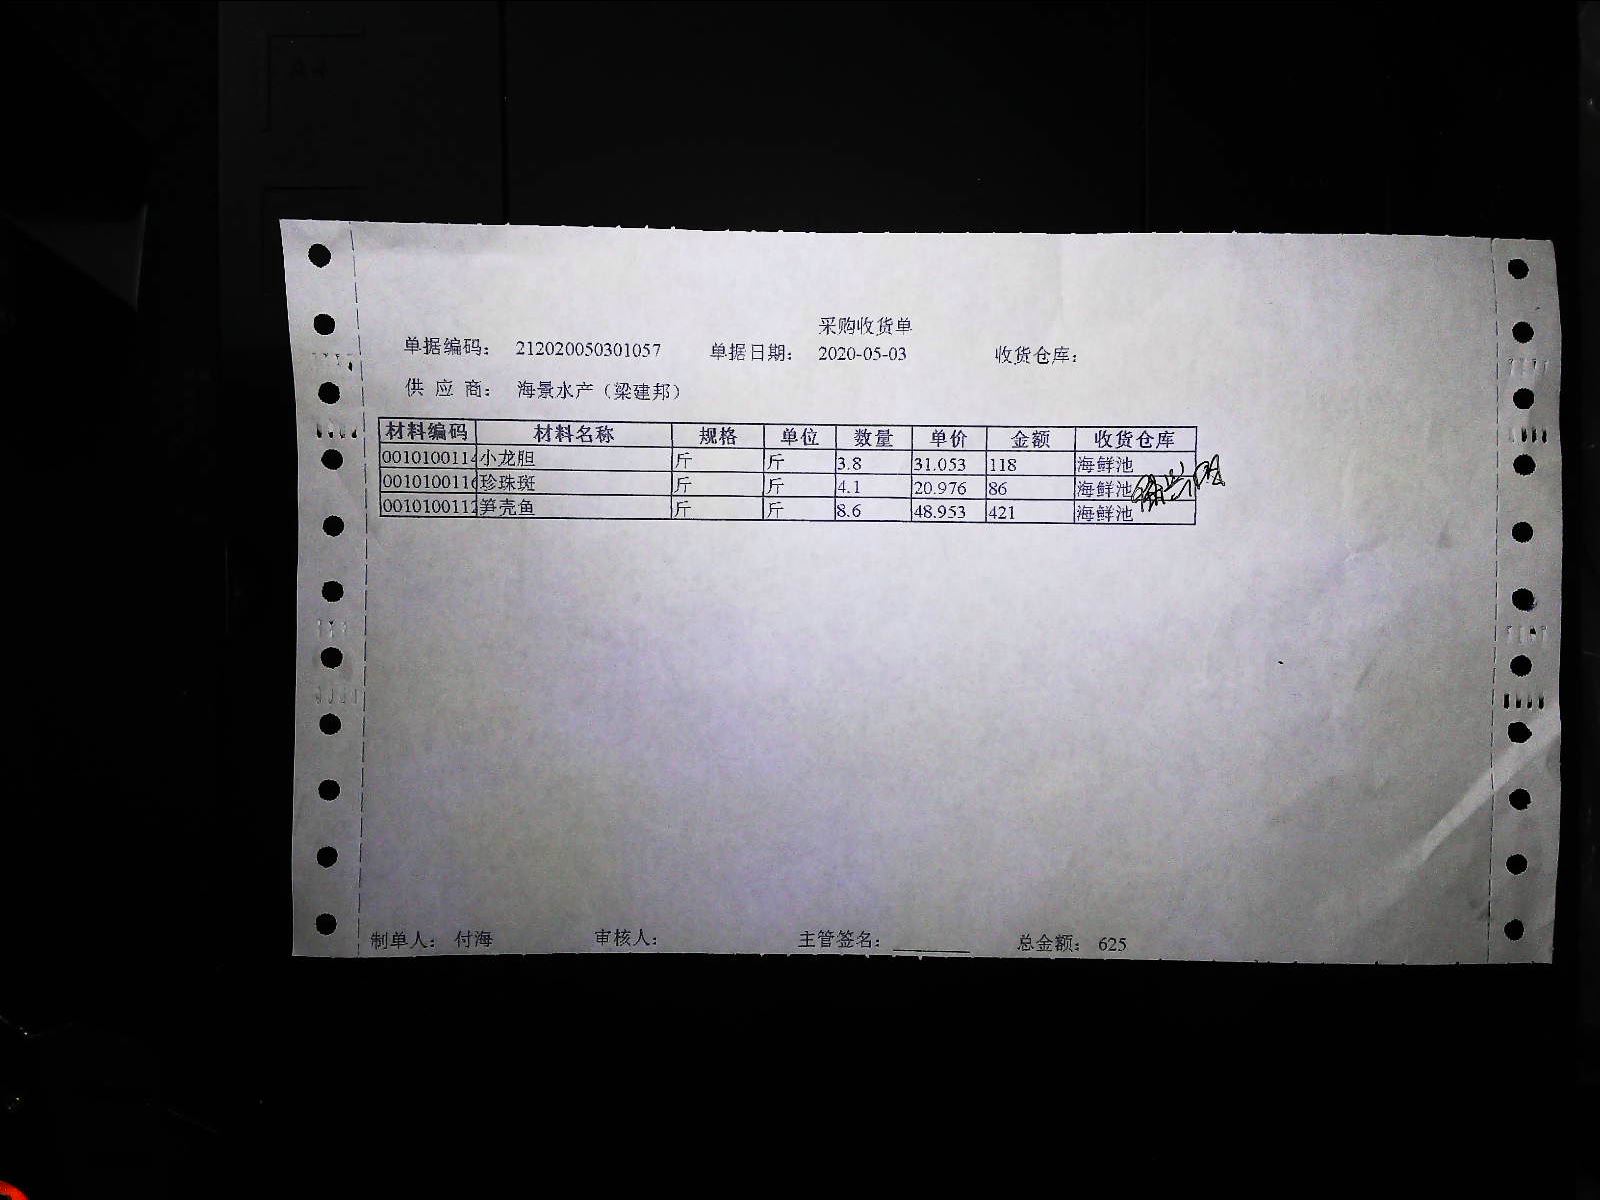 采购收货单
单据编码： 212020050301057 单据日期： 2020-05-03 收货仓库：
供 应 商： 海景水产（梁建邦）
材料编码 材料名称 规格 单位 数量 单价 金额 收货仓库
0010100114 小龙胆 斤 斤 3.8 31.053 118 海鲜池
0010100116 珍珠斑 斤 斤 4.1 20.976 86 海鲜池
0010100112 笋壳鱼 斤 斤 8.6 48.953 421 海鲜池
制单人： 付海 审核人： 主管签名： 总金额： 625